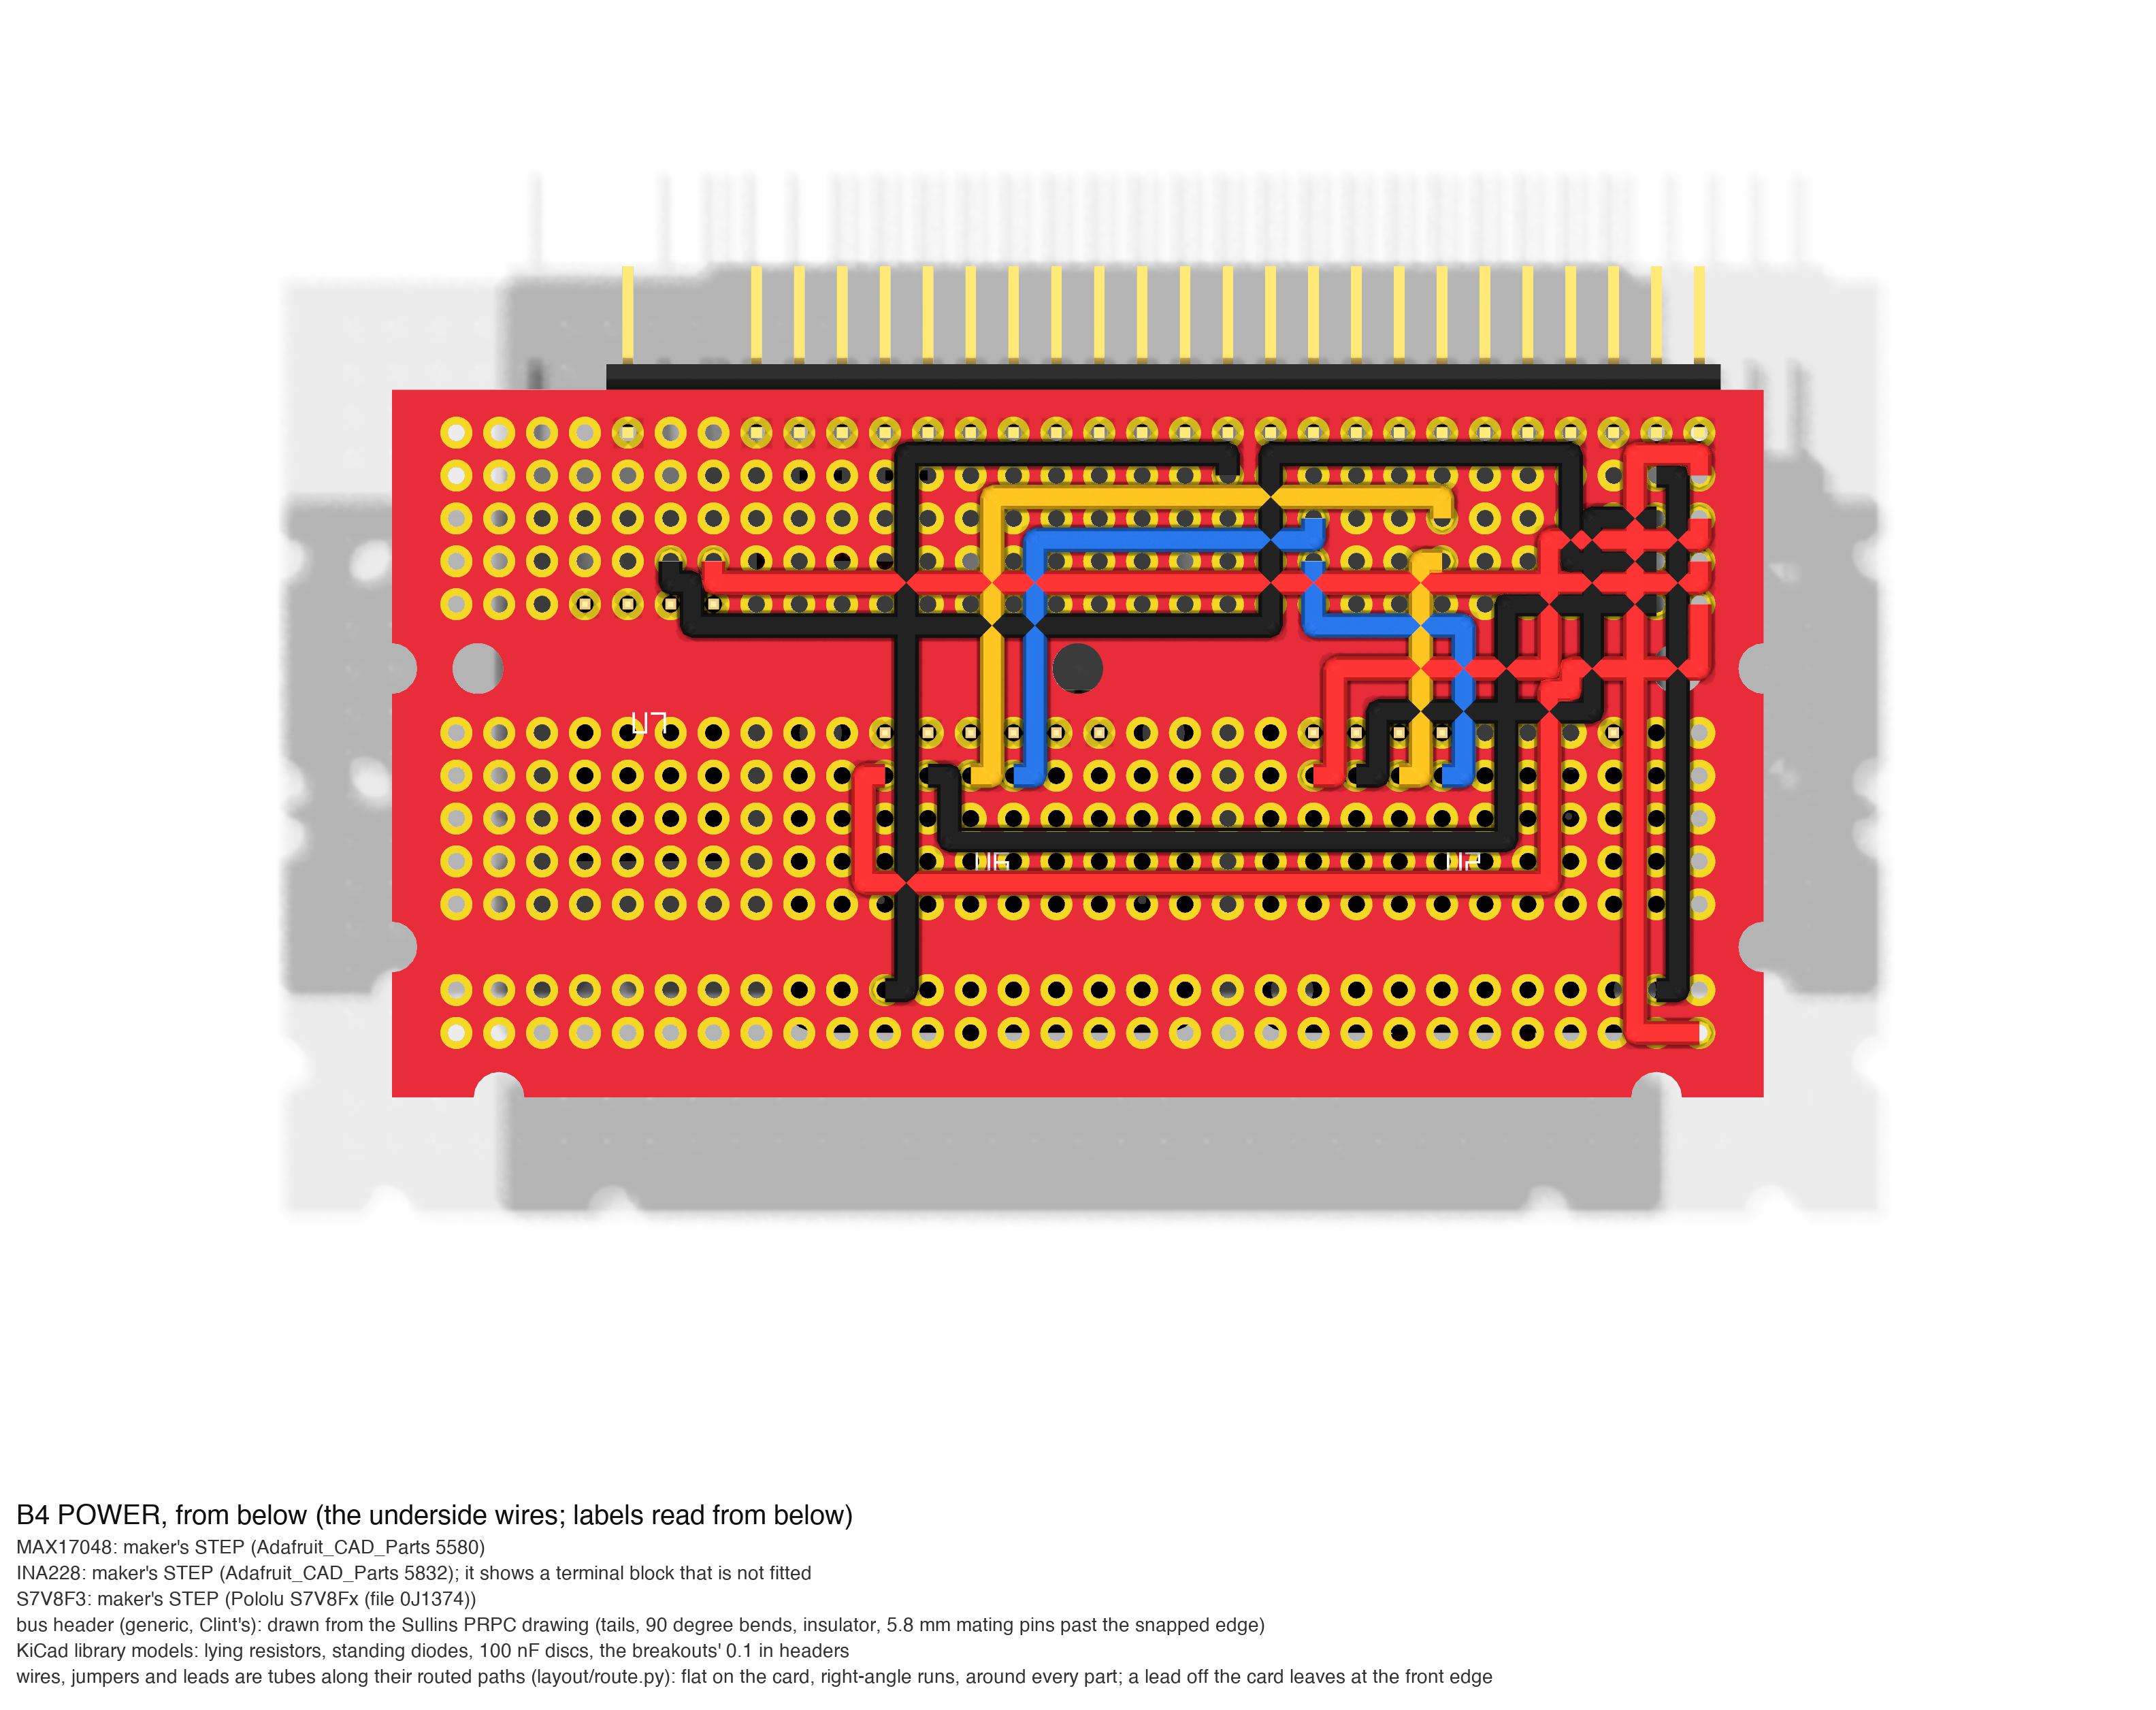 U7
B4 POWER, from below (the underside wires; labels read from below)
MAX17048: maker's STEP (Adafruit_CAD_Parts 5580)
INA228: maker's STEP (Adafruit_CAD_Parts 5832); it shows a terminal block that is not fitted
S7V8F3: maker's STEP (Pololu S7V8Fx (file 0J1374))
bus header (generic, Clint's): drawn from the Sullins PRPC drawing (tails, 90 degree bends, insulator, 5.8 mm mating pins past the snapped edge)
KiCad library models: lying resistors, standing diodes, 100 nF discs, the breakouts' 0.1 in headers
wires, jumpers and leads are tubes along their routed paths (layout/route.py): flat on the card, right-angle runs, around every part; a lead off the card leaves at the front edge